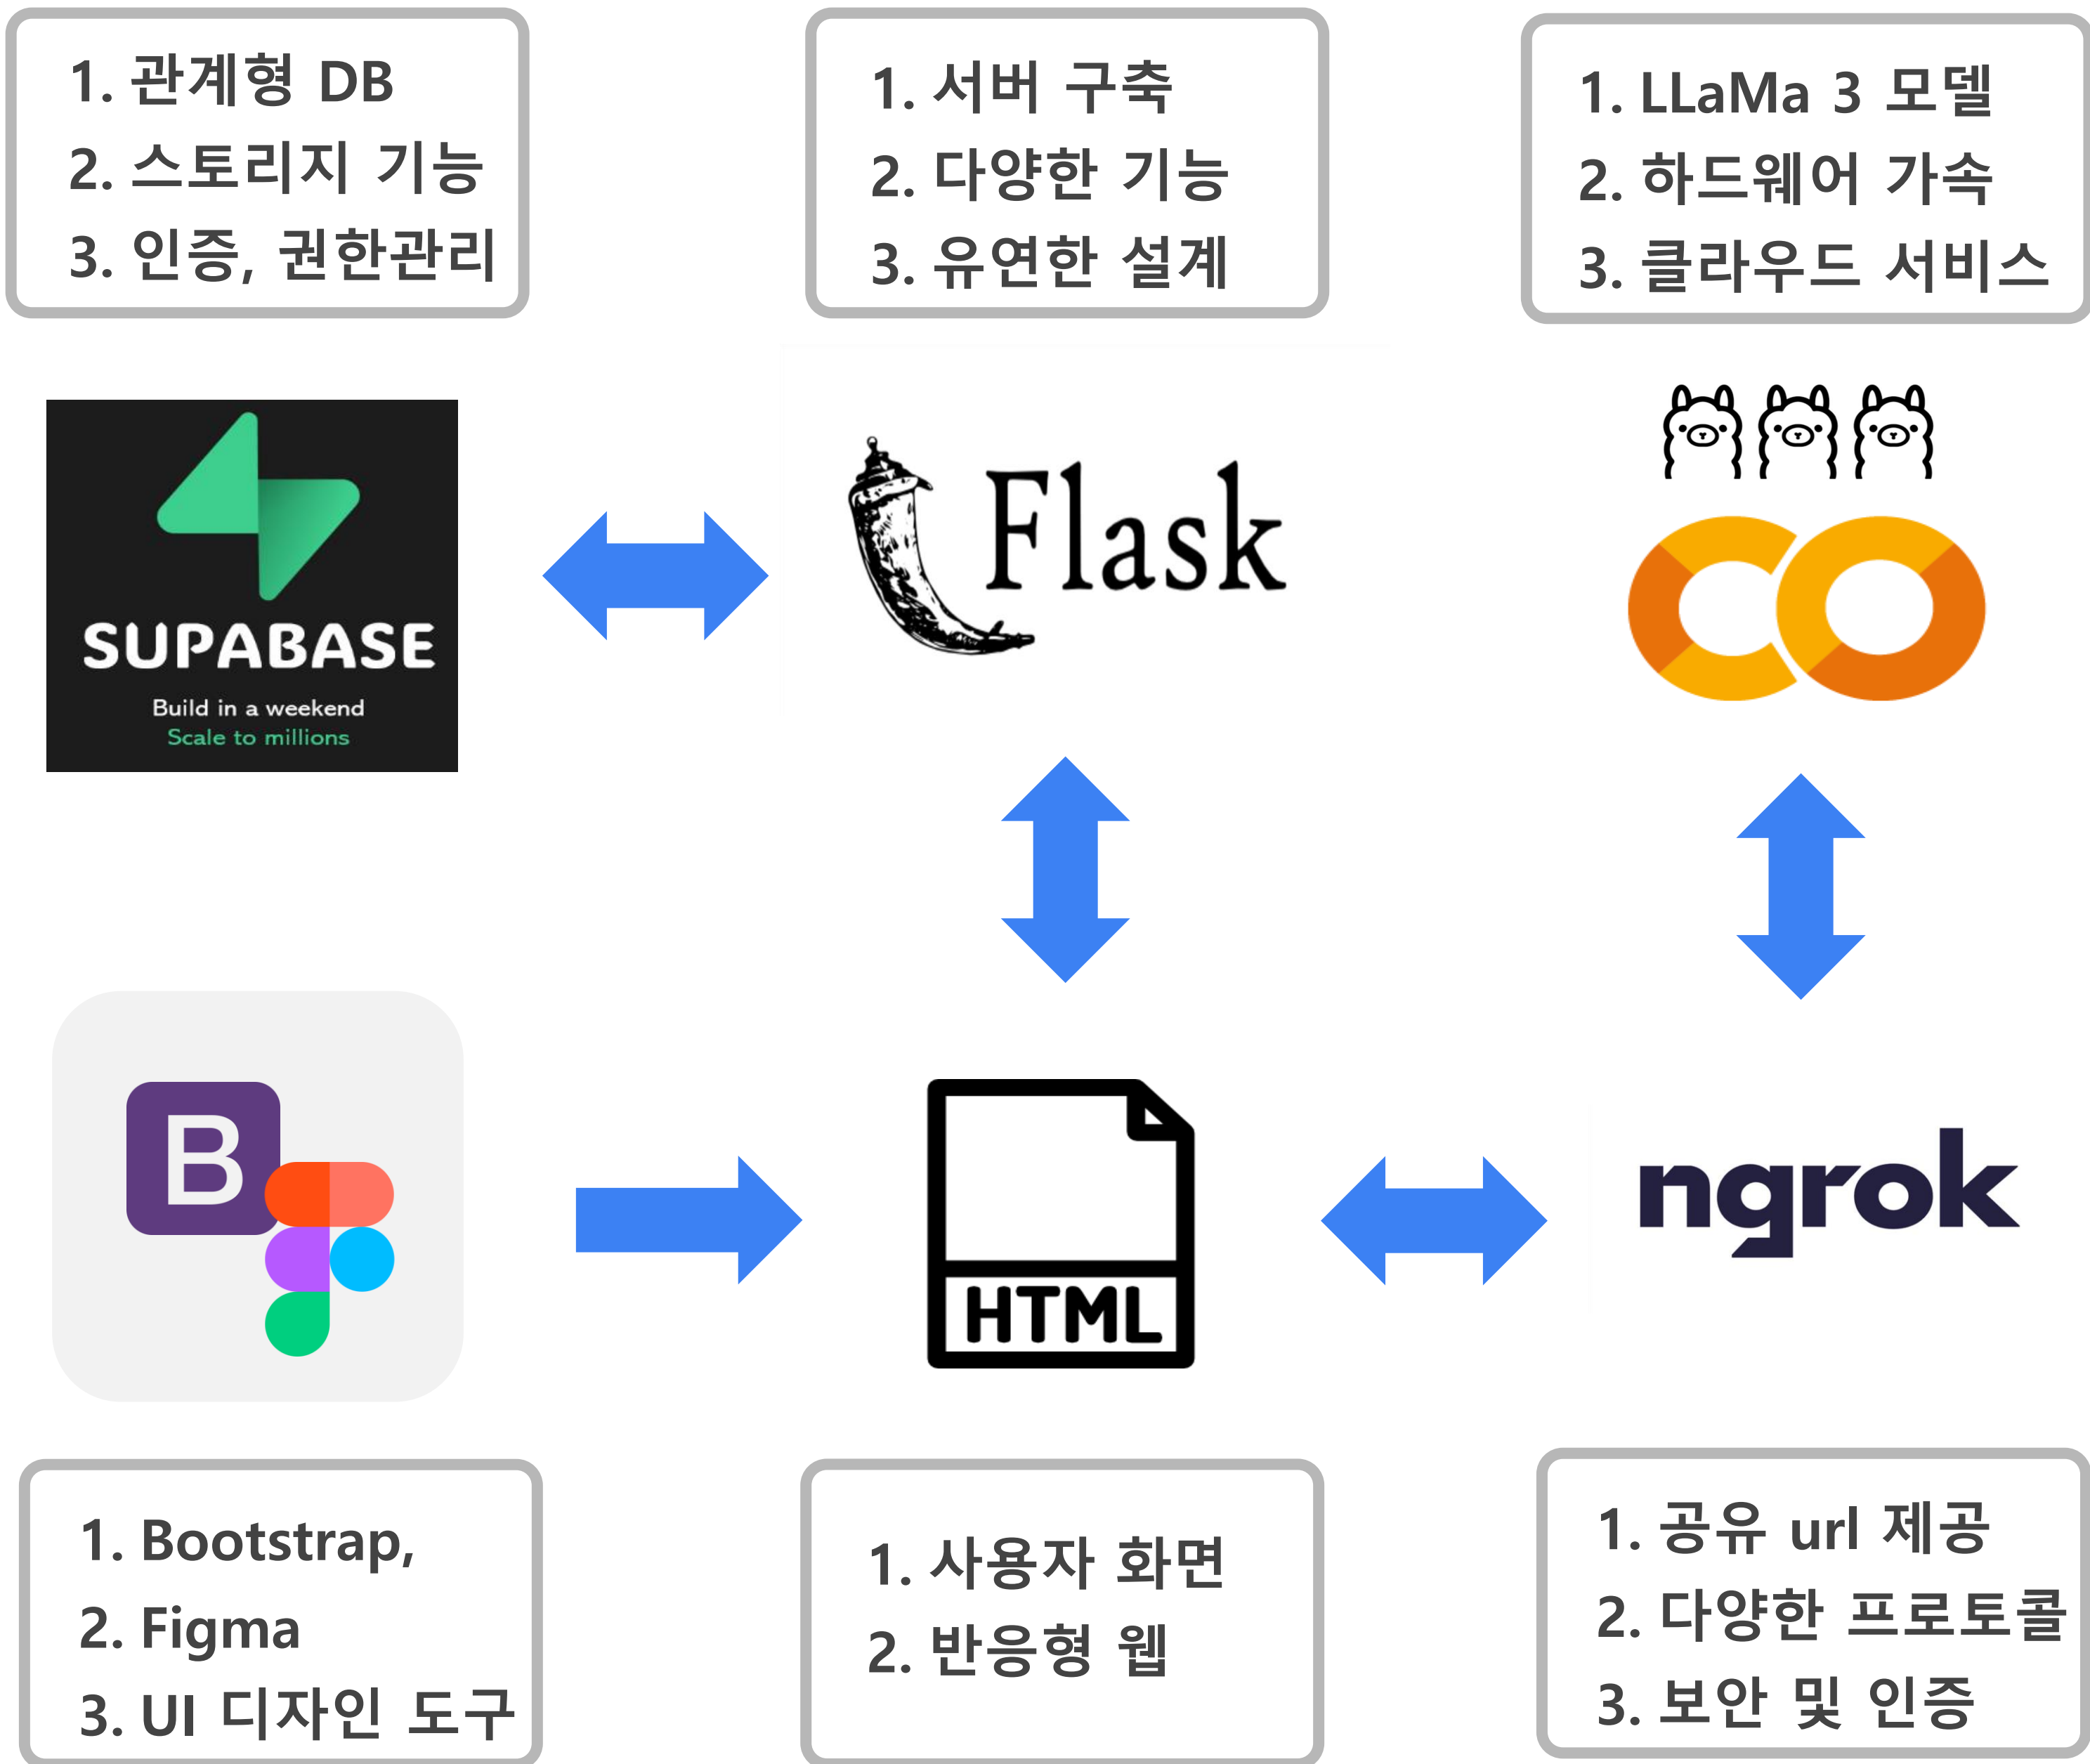 1. 관계형 DB
2. 스토리지 기능
3. 인증, 권한관리
1. 서버 구축
2. 다양한 기능
3. 유연한 설계
1. LLaMa 3 모델
2. 하드웨어 가속
3. 클라우드 서비스
SUPABASE
Build in a weekend
Scale to millions
Flask
CO
B
HTML
ngrok
1. Bootstrap,
2. Figma
3. UI 디자인 도구
1. 사용자 화면
2. 반응형 웹
1. 공유 url 제공
2. 다양한 프로토콜
3. 보안 및 인증